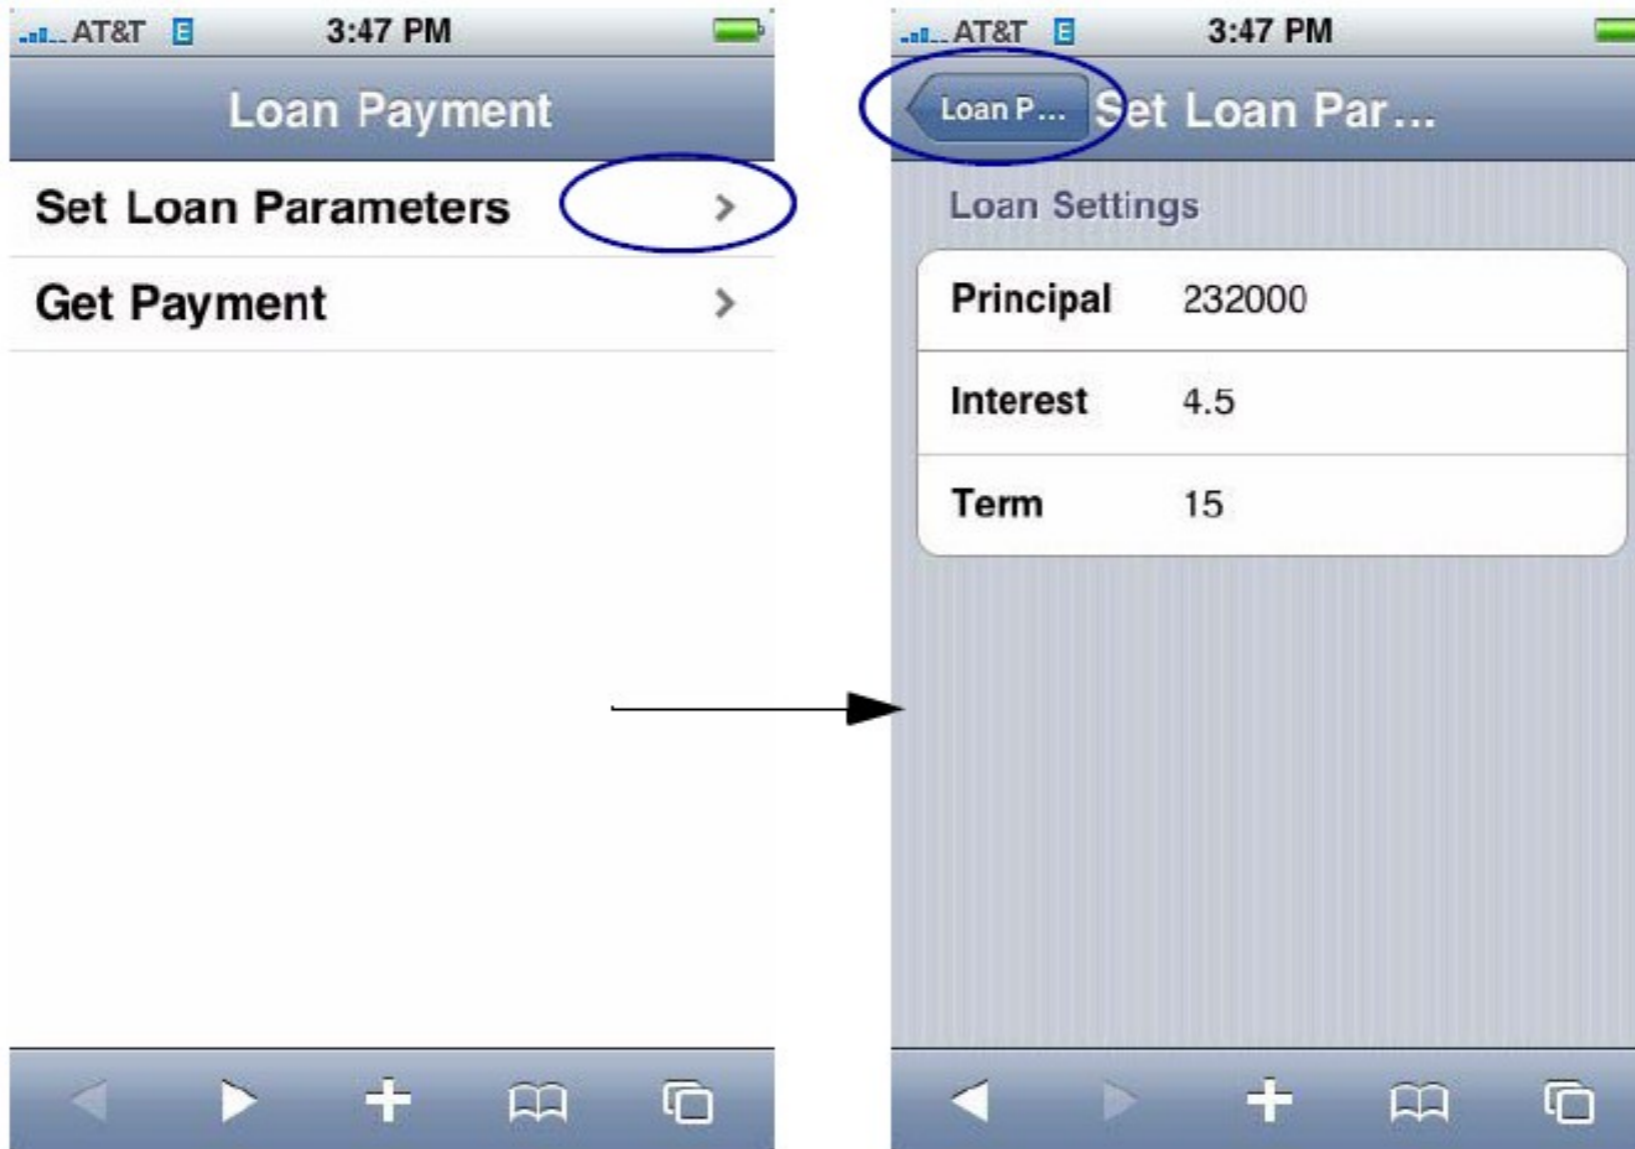 AT&T E 3:47 PM
Loan Payment
Set Loan Parameters
Get Payment
AT&T E 3:47 PM
Loan P... Set Loan Par...
Loan Settings
Principal 232000
Interest 4.5
Term 15